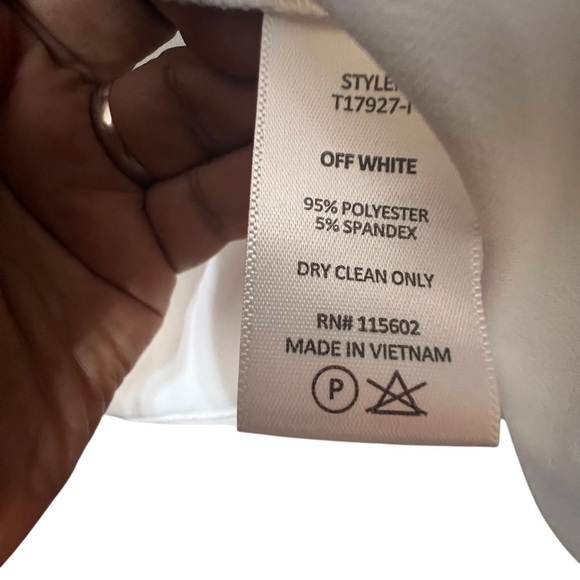 STYLE
T17927-
OFF WHITE
95% POLYESTER
5% SPANDEX
DRY CLEAN ONLY
RN# 115602
MADE IN VIETNAM
P